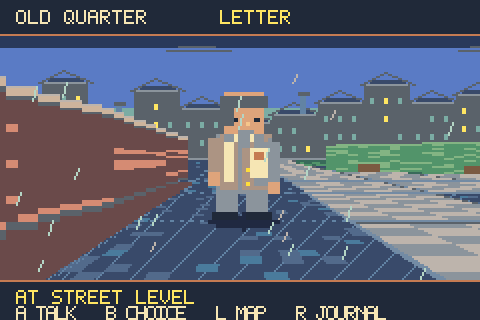 OLD QUARTER LETTER
AT STREET LEVEL
A TALK B CHOICE L MAP R JOURNAL